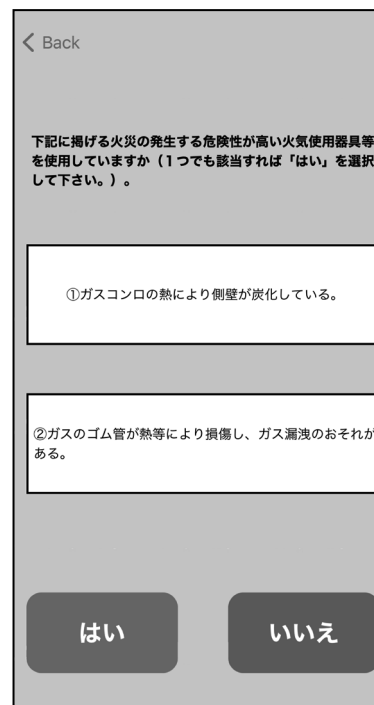 Back
下記に掲げる火災の発生する危険性が高い火気使用器具等
を使用していますか（１つでも該当すれば「はい」を選択
して下さい。）。
①ガスコンロの熱により側壁が炭化している。
②ガスのゴム管が熱等により損傷し、ガス漏洩のおそれが
ある。
はい
いいえ